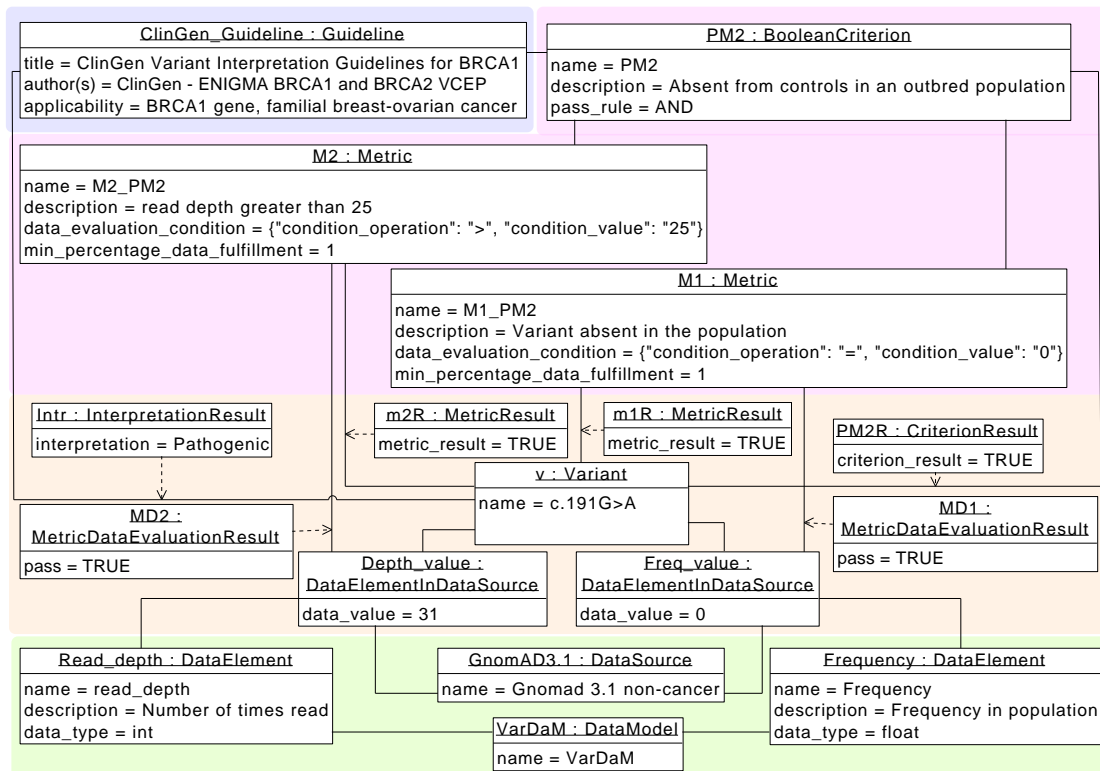 ClinGen_Guideline : Guideline
title = ClinGen Variant Interpretation Guidelines for BRCA1
author(s) = ClinGen - ENIGMA BRCA1 and BRCA2 VCEP
applicability = BRCA1 gene, familial breast-ovarian cancer
PM2 : BooleanCriterion
name = PM2
description = Absent from controls in an outbred population
pass_rule = AND
M2 : Metric
name = M2_PM2
description = read depth greater than 25
data_evaluation_condition = {"condition_operation": ">", "condition_value": "25"}
min_percentage_data_fulfillment = 1
M1 : Metric
name = M1_PM2
description = Variant absent in the population
data_evaluation_condition = {"condition_operation": "=", "condition_value": "0"}
min_percentage_data_fulfillment = 1
Intr : InterpretationResult
interpretation = Pathogenic
m2R : MetricResult
metric_result = TRUE
m1R : MetricResult
metric_result = TRUE
PM2R : CriterionResult
criterion_result = TRUE
v : Variant
name = c.191G>A
MD2 :
MetricDataEvaluationResult
pass = TRUE
MD1 :
MetricDataEvaluationResult
pass = TRUE
Depth_value :
DataElementInDataSource
data_value = 31
Freq_value :
DataElementInDataSource
data_value = 0
Read_depth : DataElement
name = read_depth
description = Number of times read
data_type = int
GnomAD3.1 : DataSource
name = Gnomad 3.1 non-cancer
Frequency : DataElement
name = Frequency
description = Frequency in population
data_type = float
VarDaM : DataModel
name = VarDaM